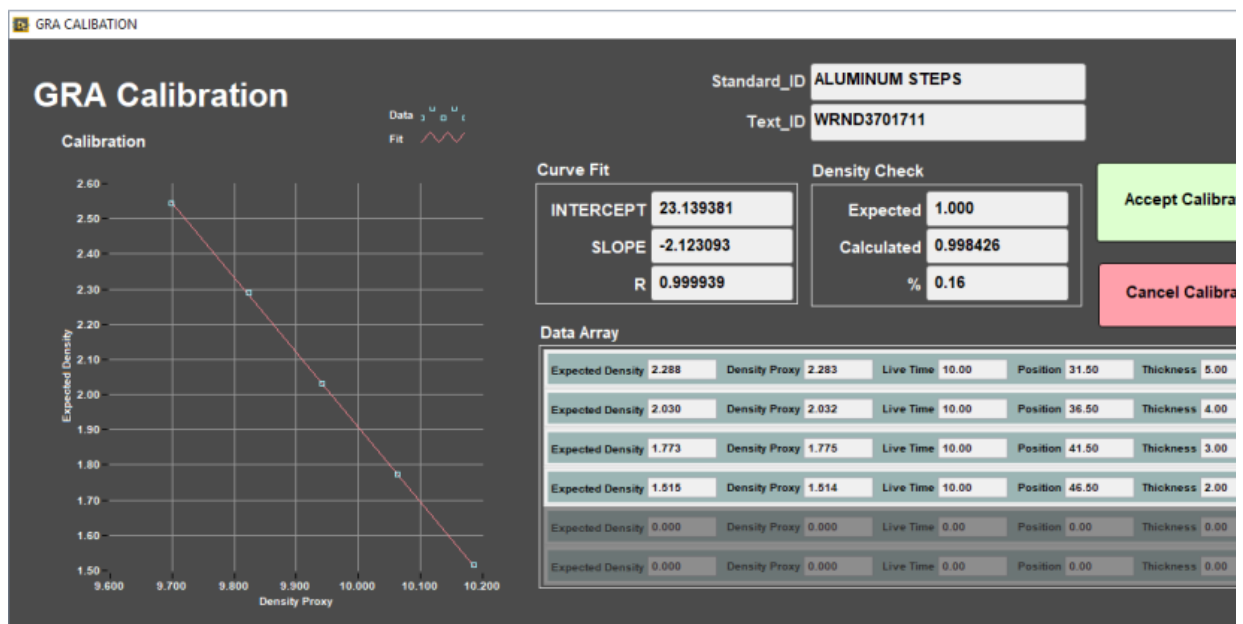 GRA CALIBATION
GRA Calibration
Standard_ID ALUMINUM STEPS
Text_ID WRND3701711
Data
Fit
Calibration
2.60
2.50
2.40
2.30
2.20
2.10
2.00
1.90
1.80
1.70
1.60
1.50
Expected Density
9.600 9.700 9.800 9.900 10.000 10.100 10.200
Density Proxy
Curve Fit
INTERCEPT 23.139381
SLOPE -2.123093
R 0.999939
Density Check
Expected 1.000
Calculated 0.998426
% 0.16
Accept Calibra
Cancel Calibra
Data Array
Expected Density 2.288 Density Proxy 2.283 Live Time 10.00 Position 31.50 Thickness 5.00
Expected Density 2.030 Density Proxy 2.032 Live Time 10.00 Position 36.50 Thickness 4.00
Expected Density 1.773 Density Proxy 1.775 Live Time 10.00 Position 41.50 Thickness 3.00
Expected Density 1.515 Density Proxy 1.514 Live Time 10.00 Position 46.50 Thickness 2.00
Expected Density 0.000 Density Proxy 0.000 Live Time 0.00 Position 0.00 Thickness 0.00
Expected Density 0.000 Density Proxy 0.000 Live Time 0.00 Position 0.00 Thickness 0.00